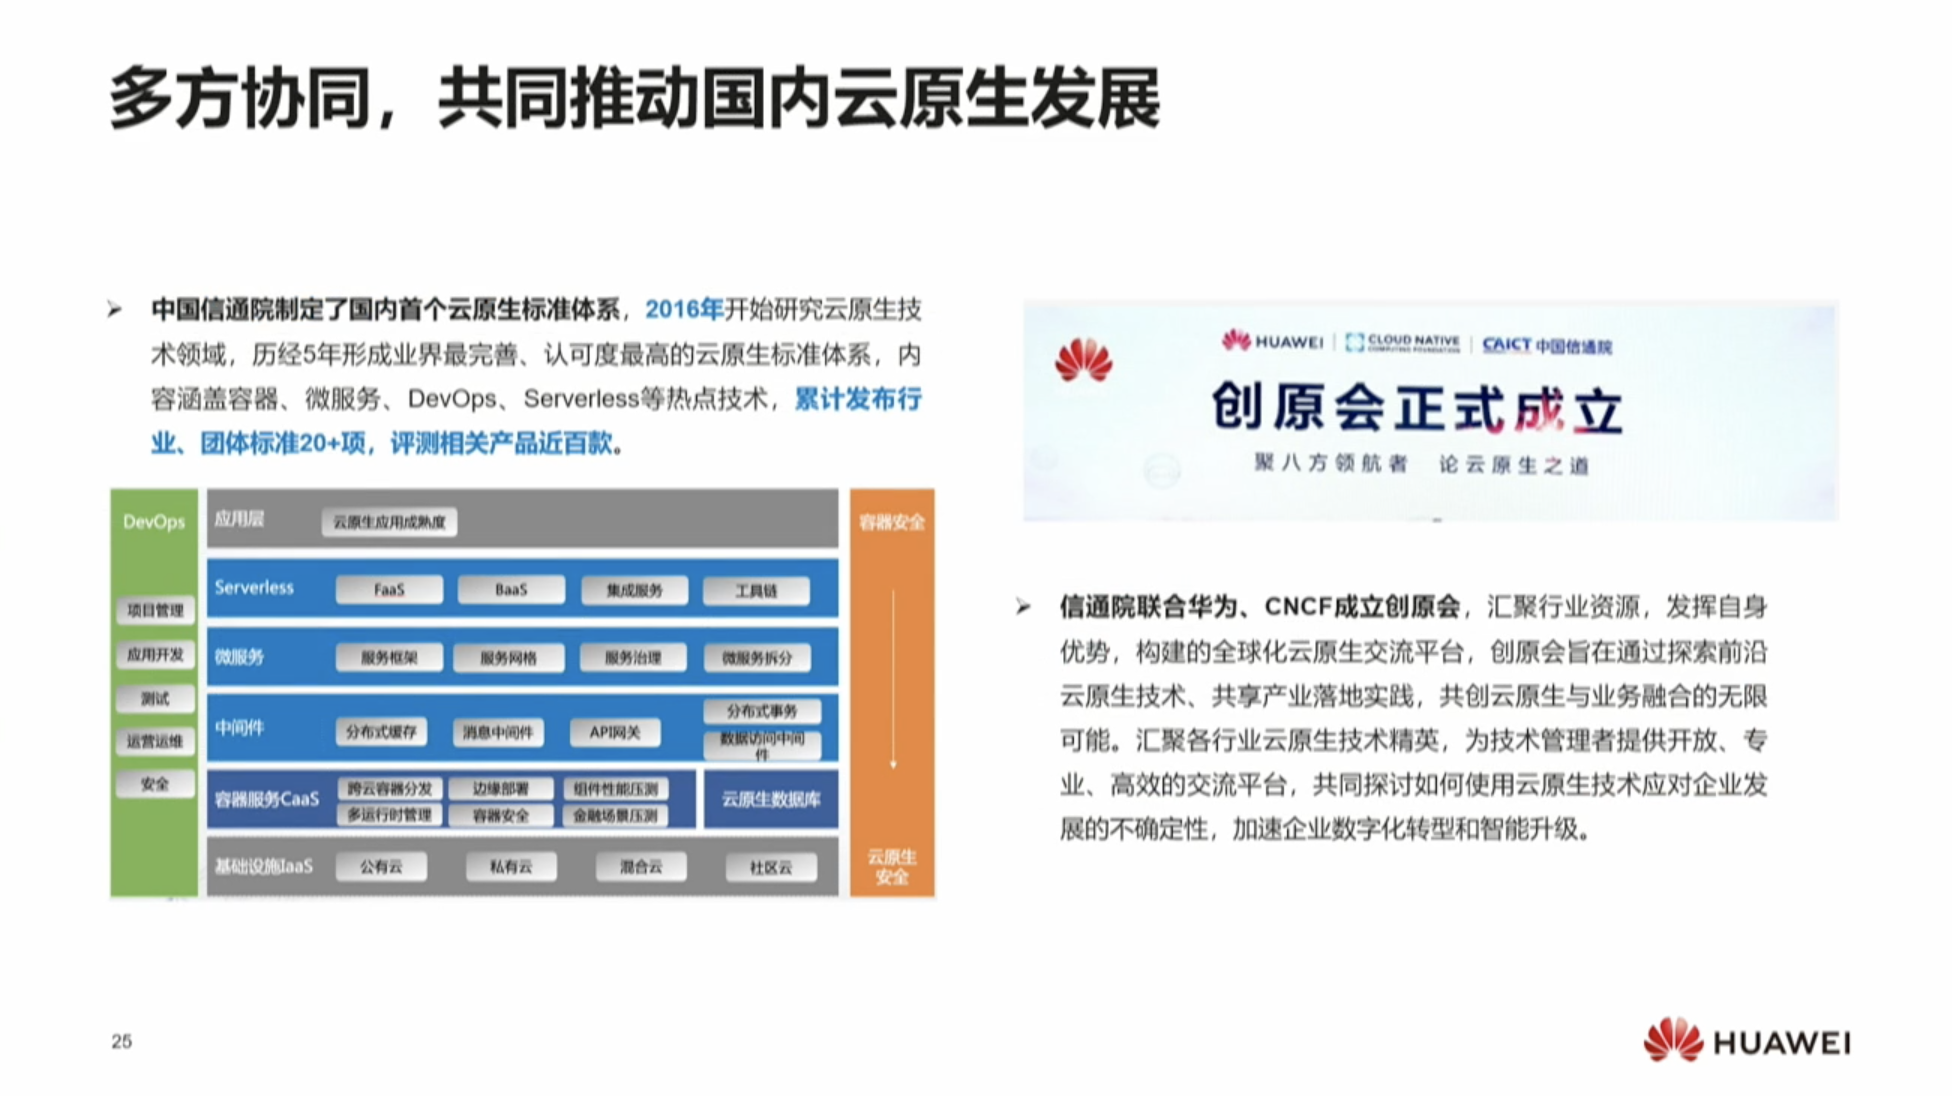 多方协同，共同推动国内云原生发展
➢ 中国信通院制定了国内首个云原生标准体系，2016年开始研究云原生技
术领域，历经5年形成业界最完善、认可度最高的云原生标准体系，内
容涵盖容器、微服务、DevOps、Serverless等热点技术，累计发布行
业、团体标准20+项，评测相关产品近百款。
DevOps
项目管理
应用开发
测试
运营运维
安全
应用层 云原生应用成熟度
Serverless FaaS BaaS 集成服务 工具链
微服务 服务框架 服务网格 服务治理 微服务拆分
中间件 分布式缓存 消息中间件 API网关 分布式事务
数据访问中间
件
容器服务CaaS 跨云容器分发 边缘部署 组件性能压测
多运行时管理 容器安全 金融场景压测
云原生数据库
基础设施IaaS 公有云 私有云 混合云 社区云
容器安全
云原生
安全
HUAWEI | CLOUD NATIVE COMPUTING FOUNDATION | CAICT 中国信通院
创原会正式成立
聚八方领航者 论云原生之道
➢ 信通院联合华为、CNCF成立创原会，汇聚行业资源，发挥自身
优势，构建的全球化云原生交流平台，创原会旨在通过探索前沿
云原生技术、共享产业落地实践，共创云原生与业务融合的无限
可能。汇聚各行业云原生技术精英，为技术管理者提供开放、专
业、高效的交流平台，共同探讨如何使用云原生技术应对企业发
展的不确定性，加速企业数字化转型和智能升级。
25
HUAWEI